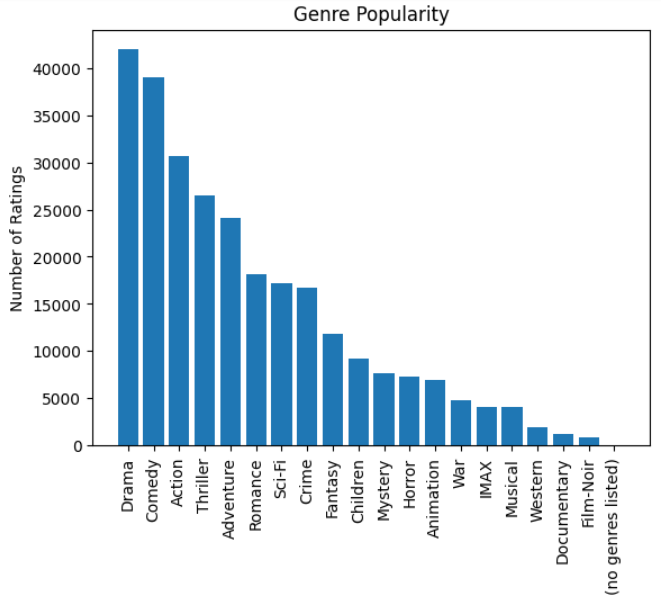 Genre Popularity
Number of Ratings
40000
35000
30000
25000
20000
15000
10000
5000
0
Drama
Comedy
Action
Thriller
Adventure
Romance
Sci-Fi
Crime
Fantasy
Children
Mystery
Horror
Animation
War
IMAX
Musical
Western
Documentary
Film-Noir
(no genres listed)